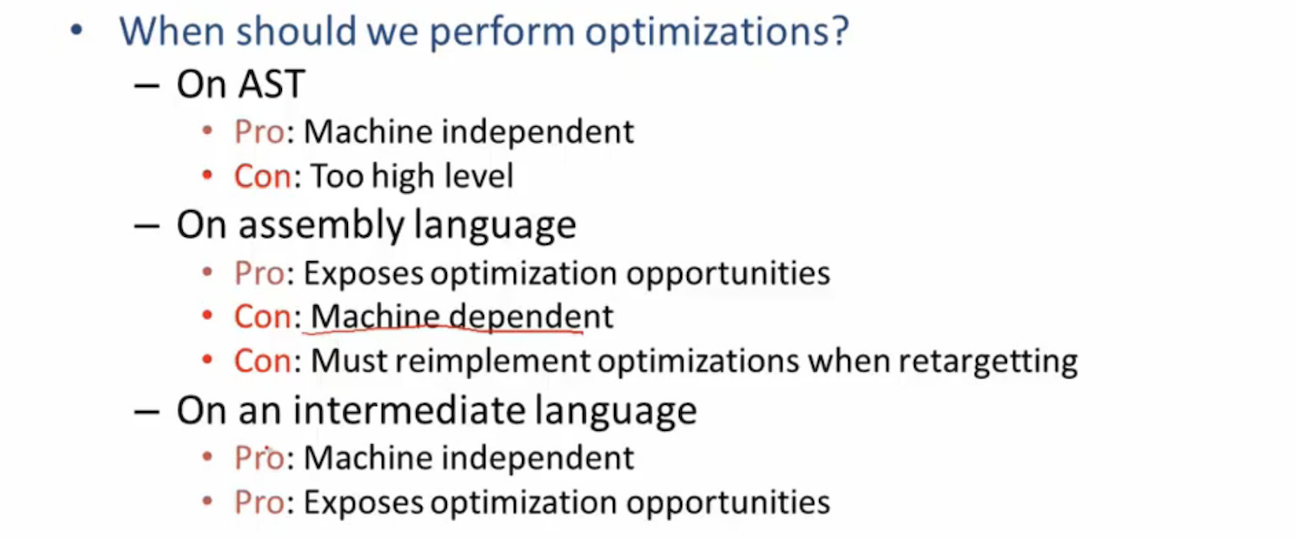 • When should we perform optimizations?
– On AST
• Pro: Machine independent
• Con: Too high level
– On assembly language
• Pro: Exposes optimization opportunities
• Con: Machine dependent
• Con: Must reimplement optimizations when retargetting
– On an intermediate language
• Pro: Machine independent
• Pro: Exposes optimization opportunities